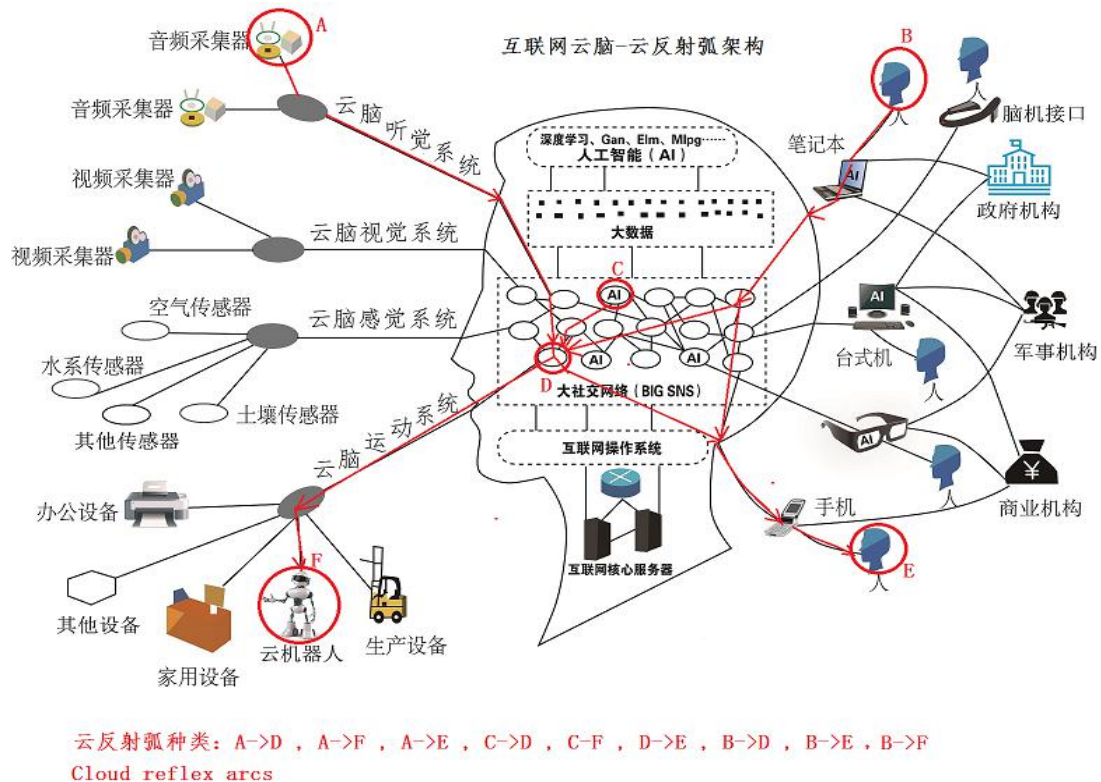 互联网云脑-云反射弧架构
音频采集器
A
音频采集器
云脑听觉系统
视频采集器
视频采集器
云脑视觉系统
空气传感器
云脑感觉系统
水系传感器
土壤传感器
其他传感器
云脑运动系统
办公设备
其他设备
家用设备
F
云机器人
生产设备
深度学习、Gan、Elm、Mlpg······
人工智能（AI）
大数据
C
AI
AI
AI
D
大社交网络（BIG SNS）
互联网操作系统
互联网核心服务器
B
人
人
脑机接口
笔记本
AI
政府机构
AI
台式机
人
军事机构
AI
人
商业机构
手机
E
人
云反射弧种类：A->D , A->F , A->E , C->D , C-F , D->E , B->D , B->E , B->F
Cloud reflex arcs